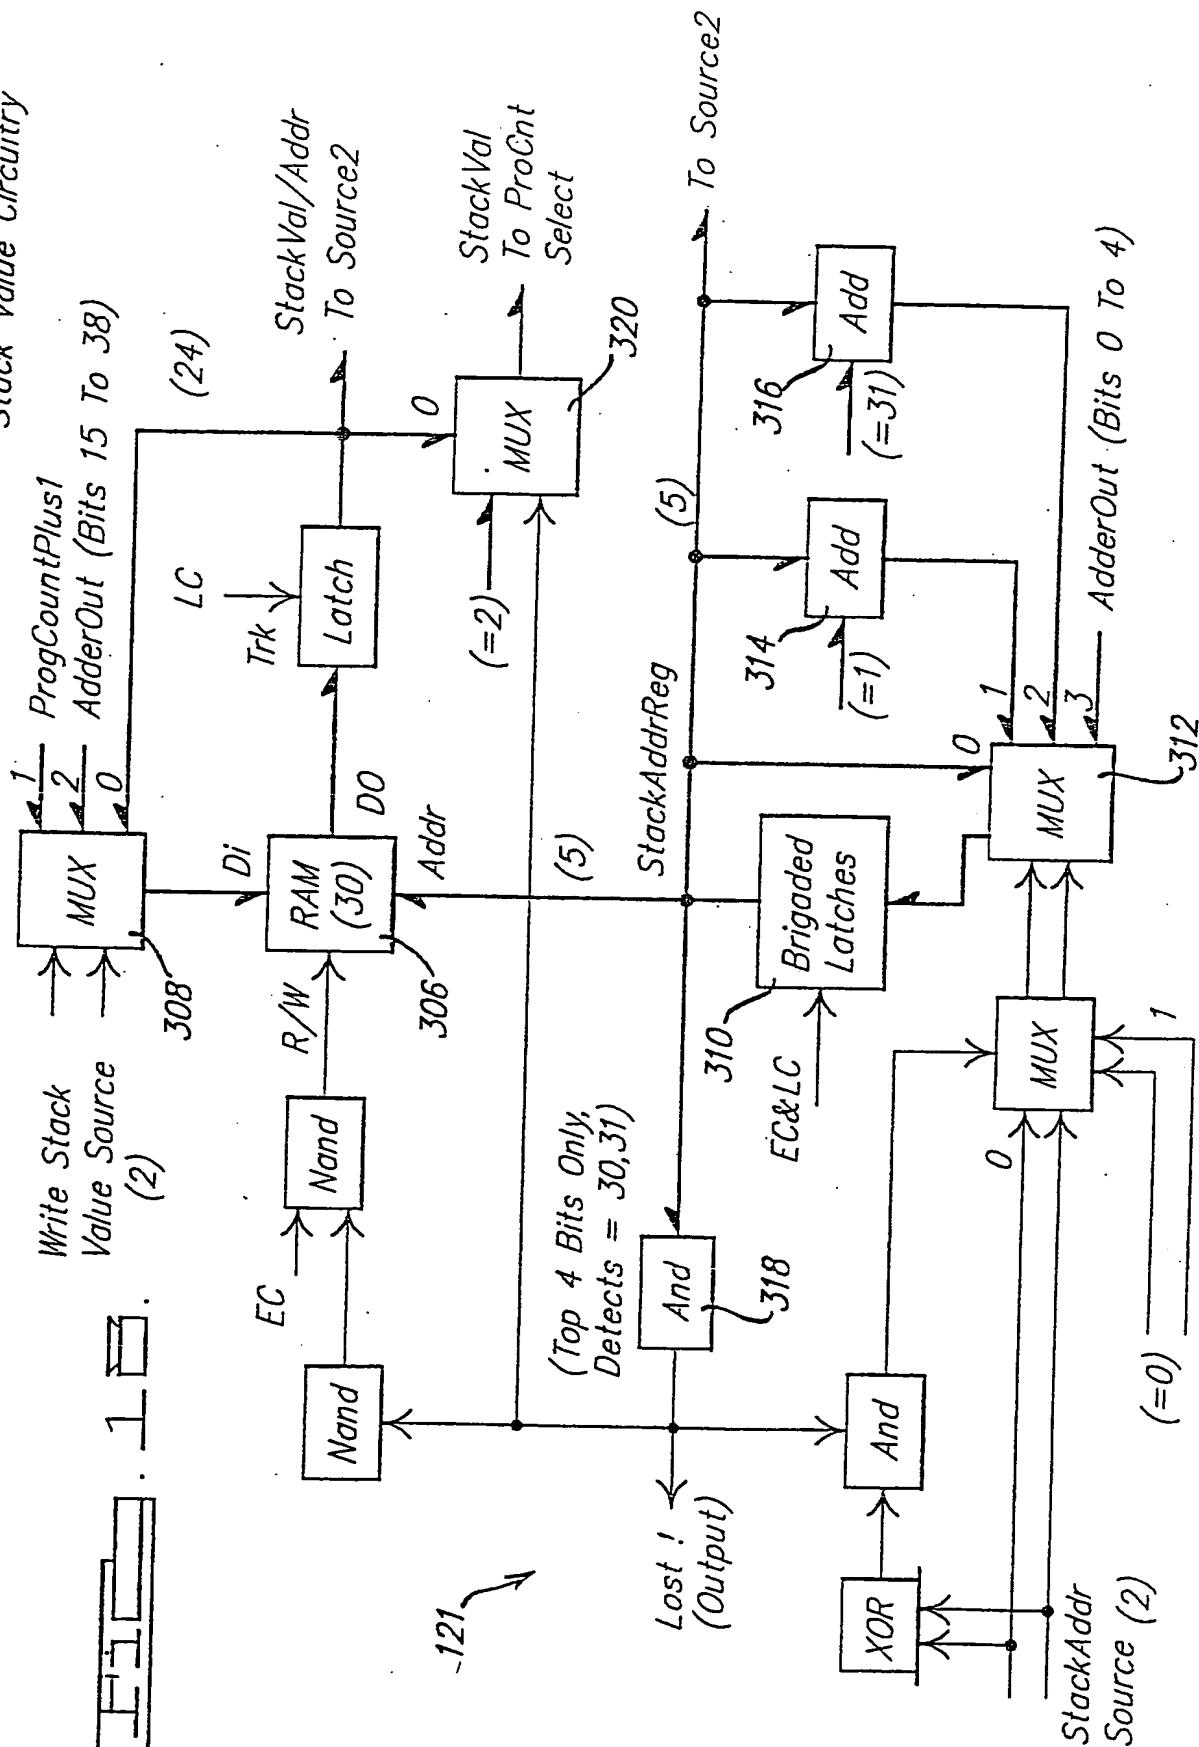 Stack Value Circuitry
Fig. 18.
Write Stack
Value Source
(2)
1
ProgCountPlus1
2
AdderOut (Bits 15 To 38)
0
MUX
308
(24)
Di
EC
Nand
Nand
R/W
RAM
(30)
306
DO
Addr
LC
Trk
Latch
StackVal/Addr
To Source2
0
MUX
320
(=2)
StackVal
To ProCnt
Select
(5)
(Top 4 Bits Only,
Detects = 30,31)
And
318
Lost !
(Output)
121
StackAddrReg
(5)
To Source2
310
Brigaded
Latches
EC&LC
314
Add
(=1)
316
Add
(=31)
0
1
2
3
AdderOut (Bits 0 To 4)
MUX
312
XOR
And
0
MUX
1
(=0)
StackAddr
Source (2)